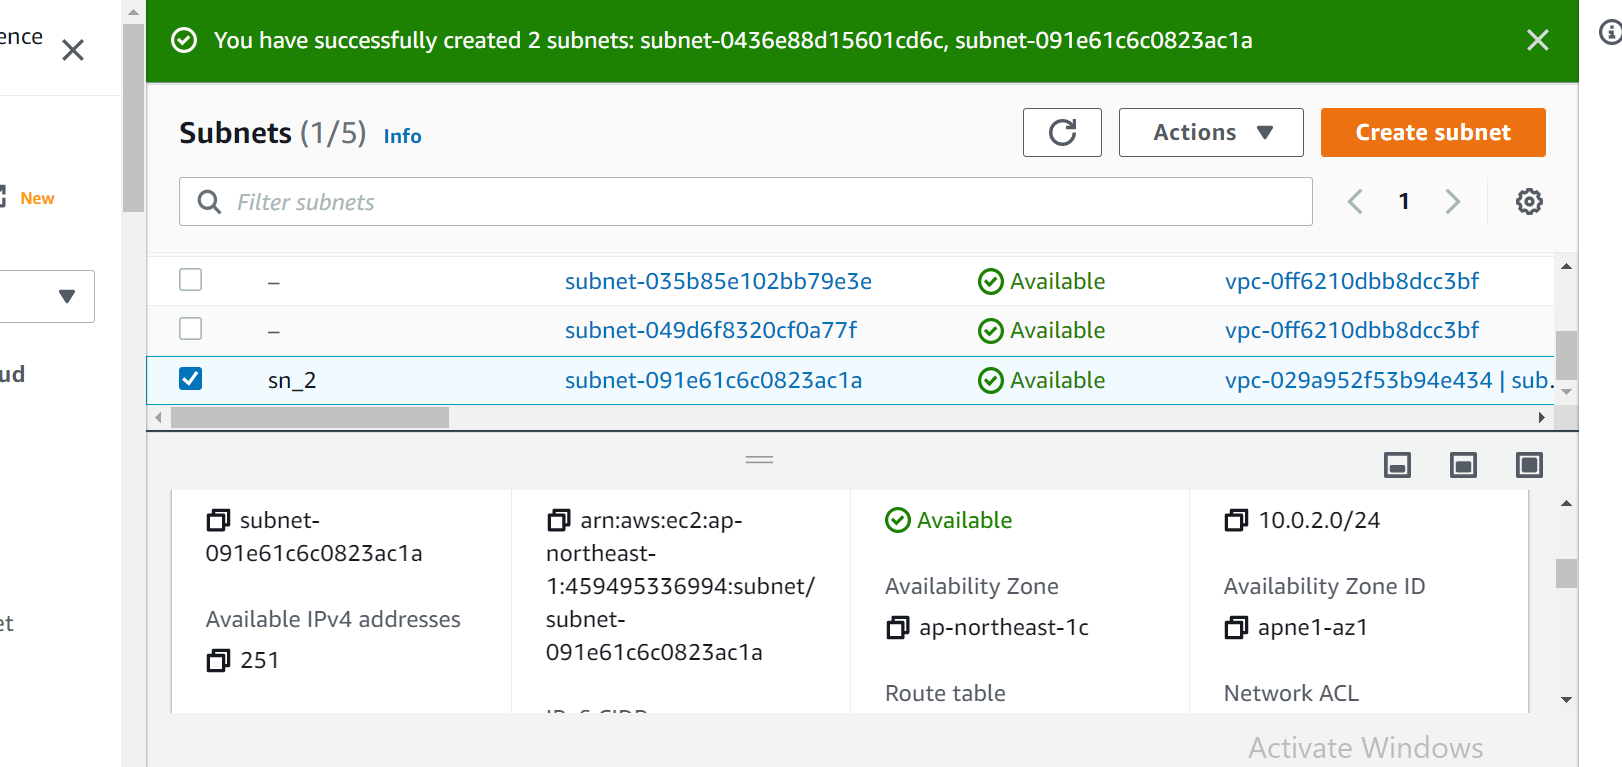 ence
You have successfully created 2 subnets: subnet-0436e88d15601cd6c, subnet-091e61c6c0823ac1a
Subnets (1/5) Info
Actions
Create subnet
New
Filter subnets
1
– subnet-035b85e102bb79e3e Available vpc-0ff6210dbb8dcc3bf
– subnet-049d6f8320cf0a77f Available vpc-0ff6210dbb8dcc3bf
ud
sn_2 subnet-091e61c6c0823ac1a Available vpc-029a952f53b94e434 | sub.
et
subnet-
091e61c6c0823ac1a
Available IPv4 addresses
251
arn:aws:ec2:ap-
northeast-
1:459495336994:subnet/
subnet-
091e61c6c0823ac1a
Available
Availability Zone
ap-northeast-1c
Route table
10.0.2.0/24
Availability Zone ID
apne1-az1
Network ACL
Activate Windows